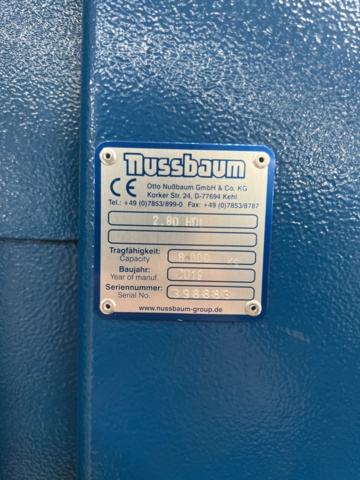 nussbaum
CE
Otto Nußbaum GmbH & Co. KG
Korker Str. 24, D-77694 Kehl
Tel.: +49 (0)7853/899-0 Fax: +49 (0)7853/8787
2.80
Tragfähigkeit:
Capacity
Baujahr:
Year of manuf.
Seriennummer:
Serial No.
www.nussbaum-group.de